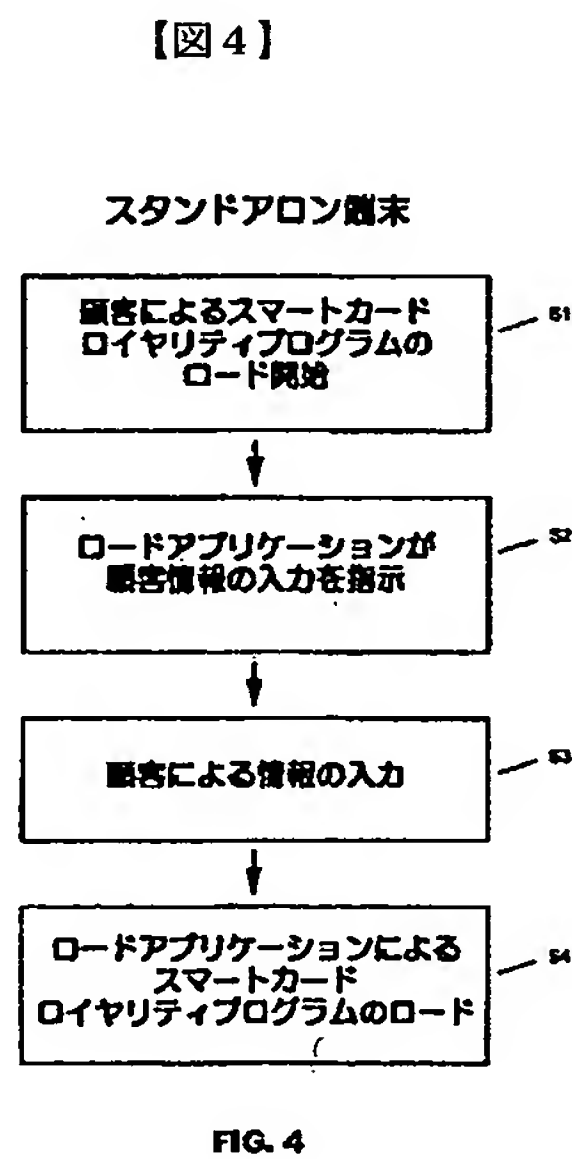 【図４】
スタンドアロン端末
顧客によるスマートカード
ロイヤリティプログラムの
ロード開始
S1
ロードアプリケーションが
顧客情報の入力を指示
S2
顧客による情報の入力
S3
ロードアプリケーションによる
スマートカード
ロイヤリティプログラムのロード
S4
FIG. 4